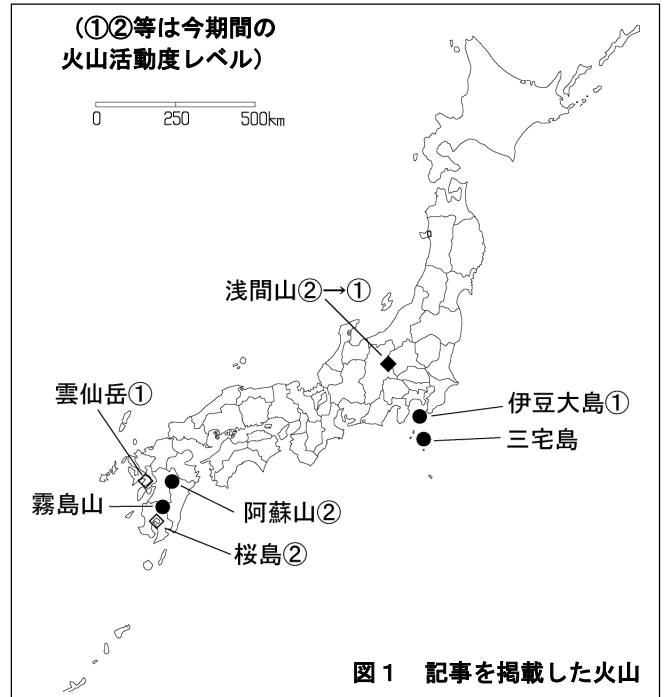 （①②等は今期間の
火山活動度レベル）
0 250 500km
浅間山②→①
雲仙岳①
伊豆大島①
三宅島
霧島山
阿蘇山②
桜島②
図１　記事を掲載した火山